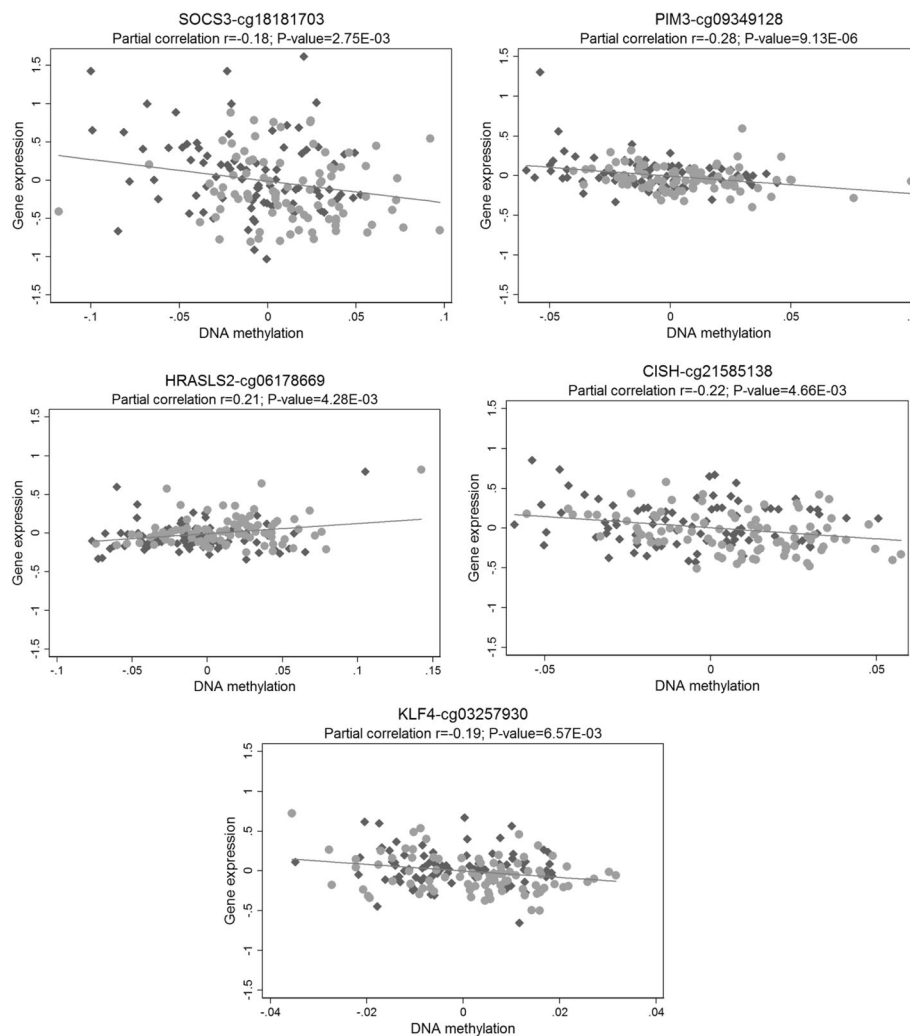 SOCS3-cg18181703
Partial correlation r=-0.18; P-value=2.75E-03
Gene expression
1.5
1
.5
0
-.5
-1
-1.5
-.1
-.05
0
.05
.1
DNA methylation
PIM3-cg09349128
Partial correlation r=-0.28; P-value=9.13E-06
Gene expression
1.5
1
.5
0
-.5
-1
-1.5
-.05
0
.05
.1
DNA methylation
HRASLS2-cg06178669
Partial correlation r=0.21; P-value=4.28E-03
Gene expression
1.5
1
.5
0
-.5
-1
-1.5
-0.1
-0.05
0
.05
0.1
.15
DNA methylation
CISH-cg21585138
Partial correlation r=-0.22; P-value=4.66E-03
Gene expression
1.5
1
.5
0
-.5
-1
-1.5
-.05
0
.05
DNA methylation
KLF4-cg03257930
Partial correlation r=-0.19; P-value=6.57E-03
Gene expression
1.5
1
.5
0
-.5
-1
-1.5
-.04
-.02
0
.02
.04
DNA methylation